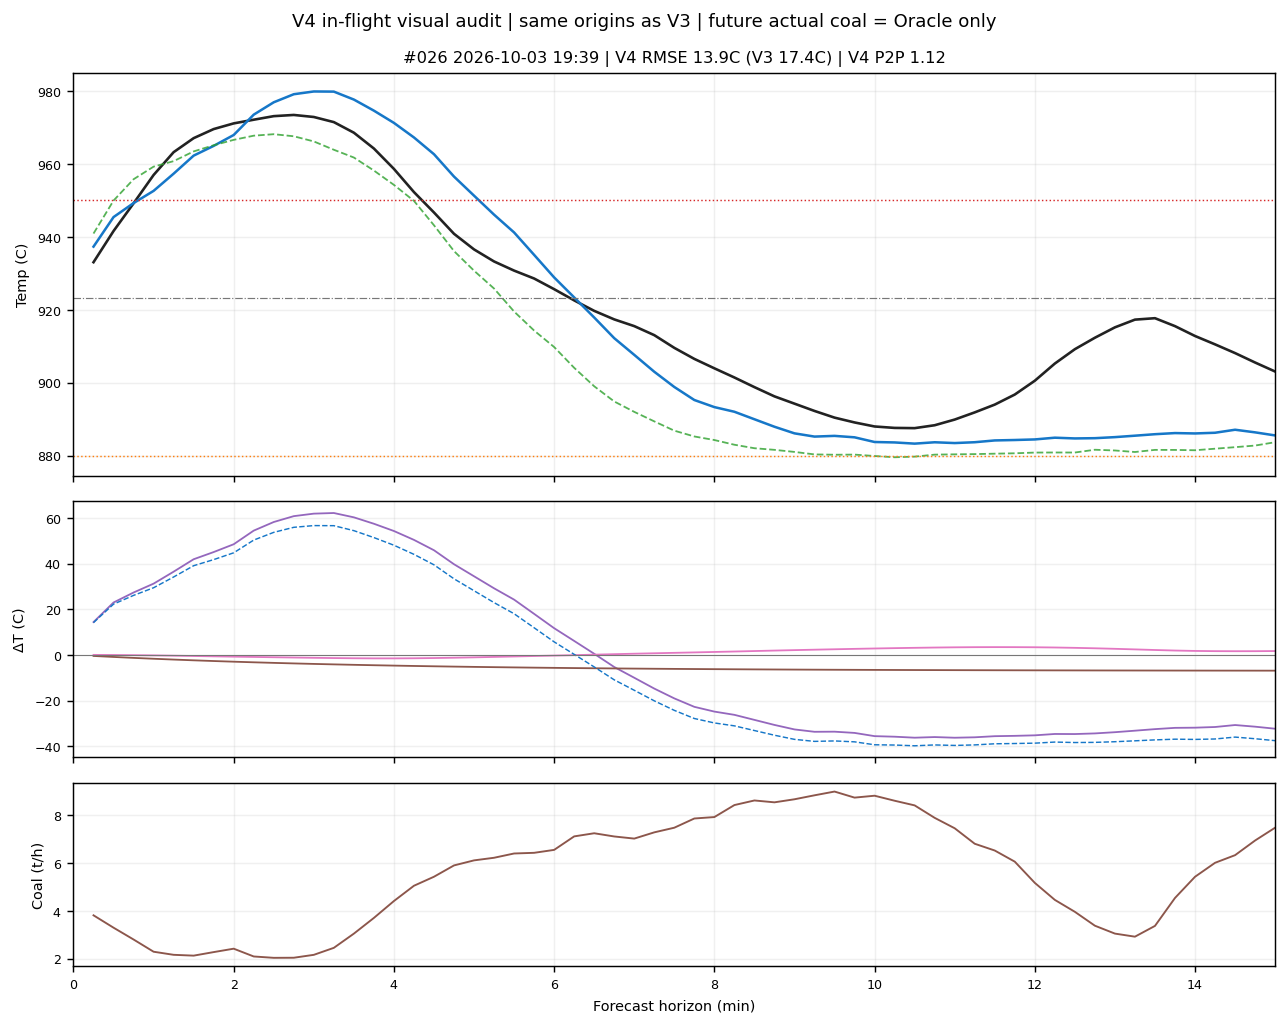 V4 in-flight visual audit | same origins as V3 | future actual coal = Oracle only
#026 2026-10-03 19:39 | V4 RMSE 13.9C (V3 17.4C) | V4 P2P 1.12
Temp (C)
980
960
940
920
900
880
ΔT (C)
60
40
20
0
−20
−40
Coal (t/h)
8
6
4
2
0 2 4 6 8 10 12 14
Forecast horizon (min)